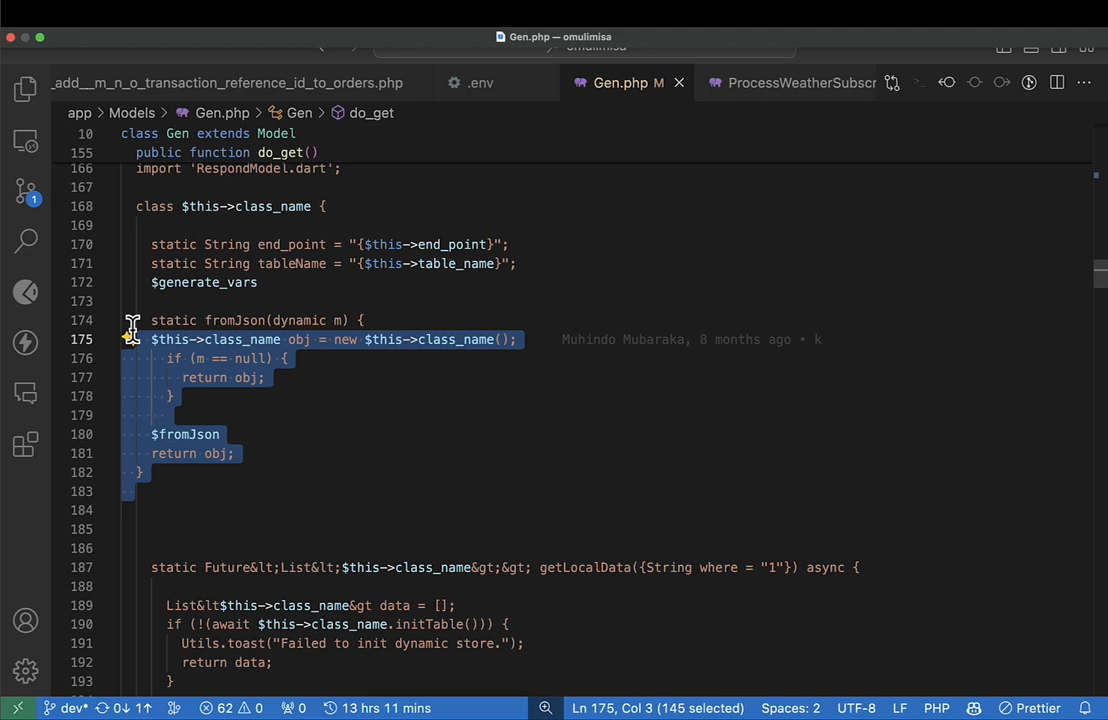 Gen.php — omulimisa
omulimisa
_add__m_n_o_transaction_reference_id_to_orders.php
.env
Gen.php M
ProcessWeatherSubscr
app > Models > Gen.php > Gen > do_get
10 class Gen extends Model
155 public function do_get()
166 import 'RespondModel.dart';
167
168 class $this->class_name {
169
170 static String end_point = "{$this->end_point}";
171 static String tableName = "{$this->table_name}";
172 $generate_vars
173
174 static fromJson(dynamic m) {
175 $this->class_name obj = new $this->class_name(); Muhindo Mubaraka, 8 months ago • k
176 if (m == null) {
177 return obj;
178 }
179
180 $fromJson
181 return obj;
182 }
183
184
185
186
187 static Future&lt;List&lt;$this->class_name&gt;&gt; getLocalData({String where = "1"}) async {
188
189 List&lt$this->class_name&gt data = [];
190 if (!(await $this->class_name.initTable())) {
191 Utils.toast("Failed to init dynamic store.");
192 return data;
193 }
1
dev* 0↓ 1↑ 62 0 0 13 hrs 11 mins Ln 175, Col 3 (145 selected) Spaces: 2 UTF-8 LF PHP Prettier